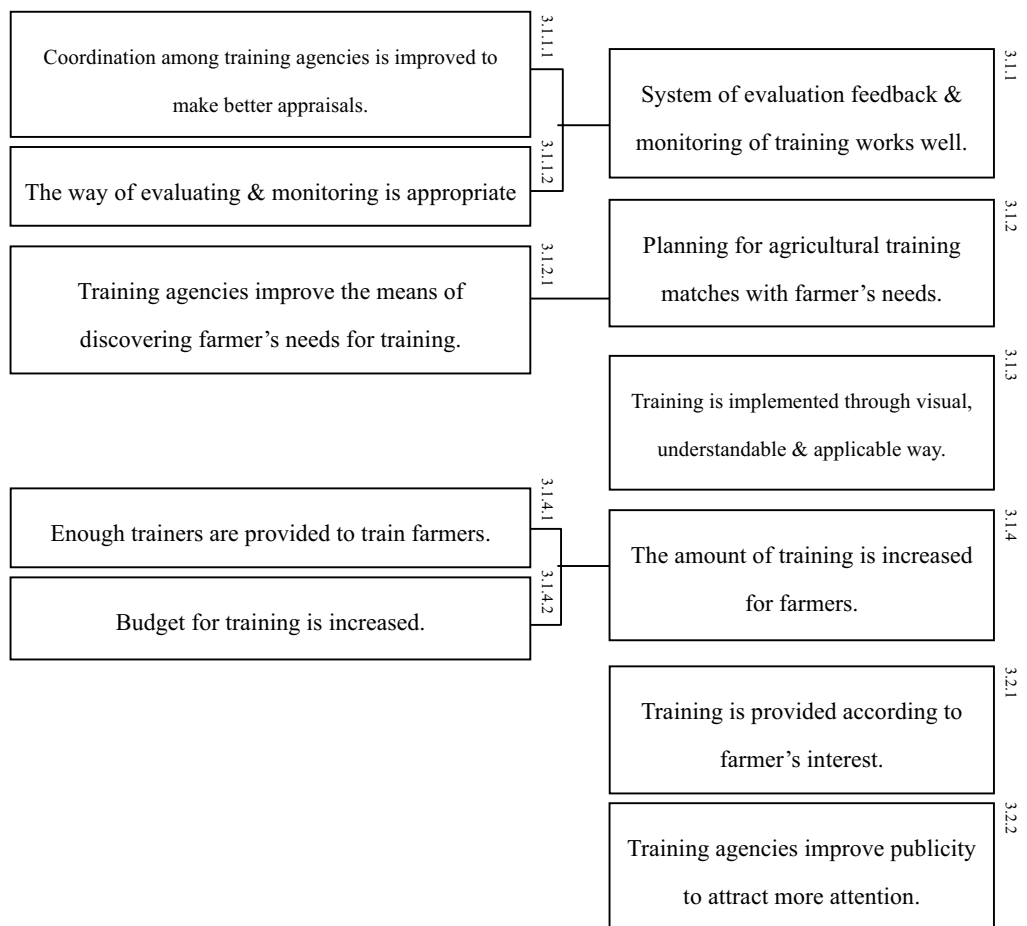 3.1.1.1
Coordination among training agencies is improved to
make better appraisals.
3.1.1.2
The way of evaluating & monitoring is appropriate
3.1.1
System of evaluation feedback &
monitoring of training works well.
3.1.2.1
Training agencies improve the means of
discovering farmer’s needs for training.
3.1.2
Planning for agricultural training
matches with farmer’s needs.
3.1.3
Training is implemented through visual,
understandable & applicable way.
3.1.4.1
Enough trainers are provided to train farmers.
3.1.4.2
Budget for training is increased.
3.1.4
The amount of training is increased
for farmers.
3.2.1
Training is provided according to
farmer’s interest.
3.2.2
Training agencies improve publicity
to attract more attention.